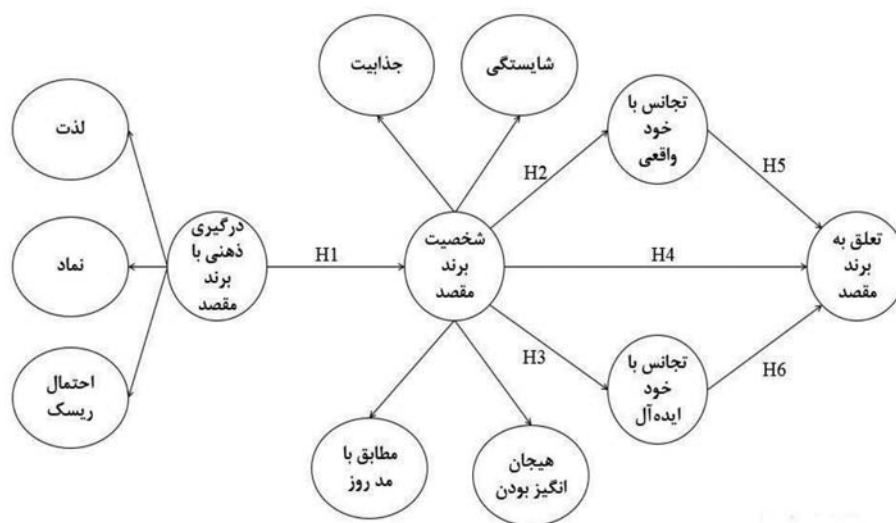 جذابیت
شایستگی
لذت
تجانس با
خود
واقعی
H2
H5
درگیری
ذهنی با
برند
مقصد
شخصیت
برند
مقصد
تعلق به
برند
مقصد
نماد
H1
H4
H3
H6
تجانس با
خود
ایده‌آل
احتمال
ریسک
مطابق با
مد روز
هیجان
انگیز بودن